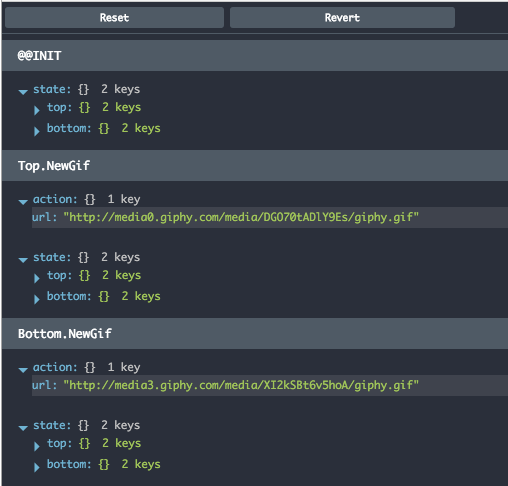 Reset Revert
@@INIT
state: {} 2 keys
top: {} 2 keys
bottom: {} 2 keys
Top.NewGif
action: {} 1 key
url: "http://media0.giphy.com/media/DGO70tADlY9Es/giphy.gif"
state: {} 2 keys
top: {} 2 keys
bottom: {} 2 keys
Bottom.NewGif
action: {} 1 key
url: "http://media3.giphy.com/media/XI2kSBt6v5hoA/giphy.gif"
state: {} 2 keys
top: {} 2 keys
bottom: {} 2 keys